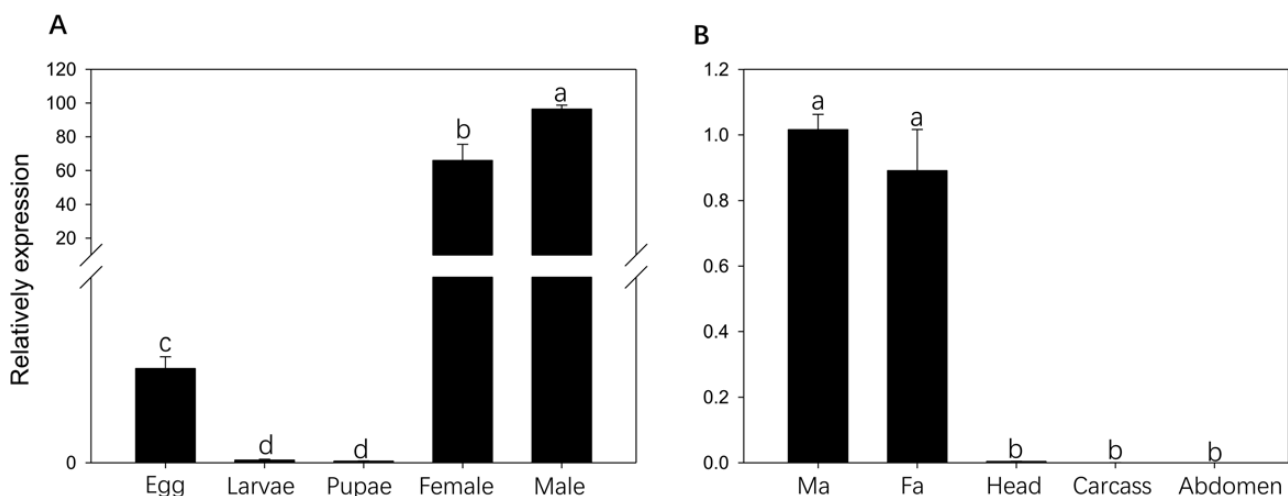 A
B
Relatively expression
120
100
80
60
40
20
0
c
d
d
b
a
Egg
Larvae
Pupae
Female
Male
1.2
1.0
0.8
0.6
0.4
0.2
0.0
a
a
b
b
b
Ma
Fa
Head
Carcass
Abdomen